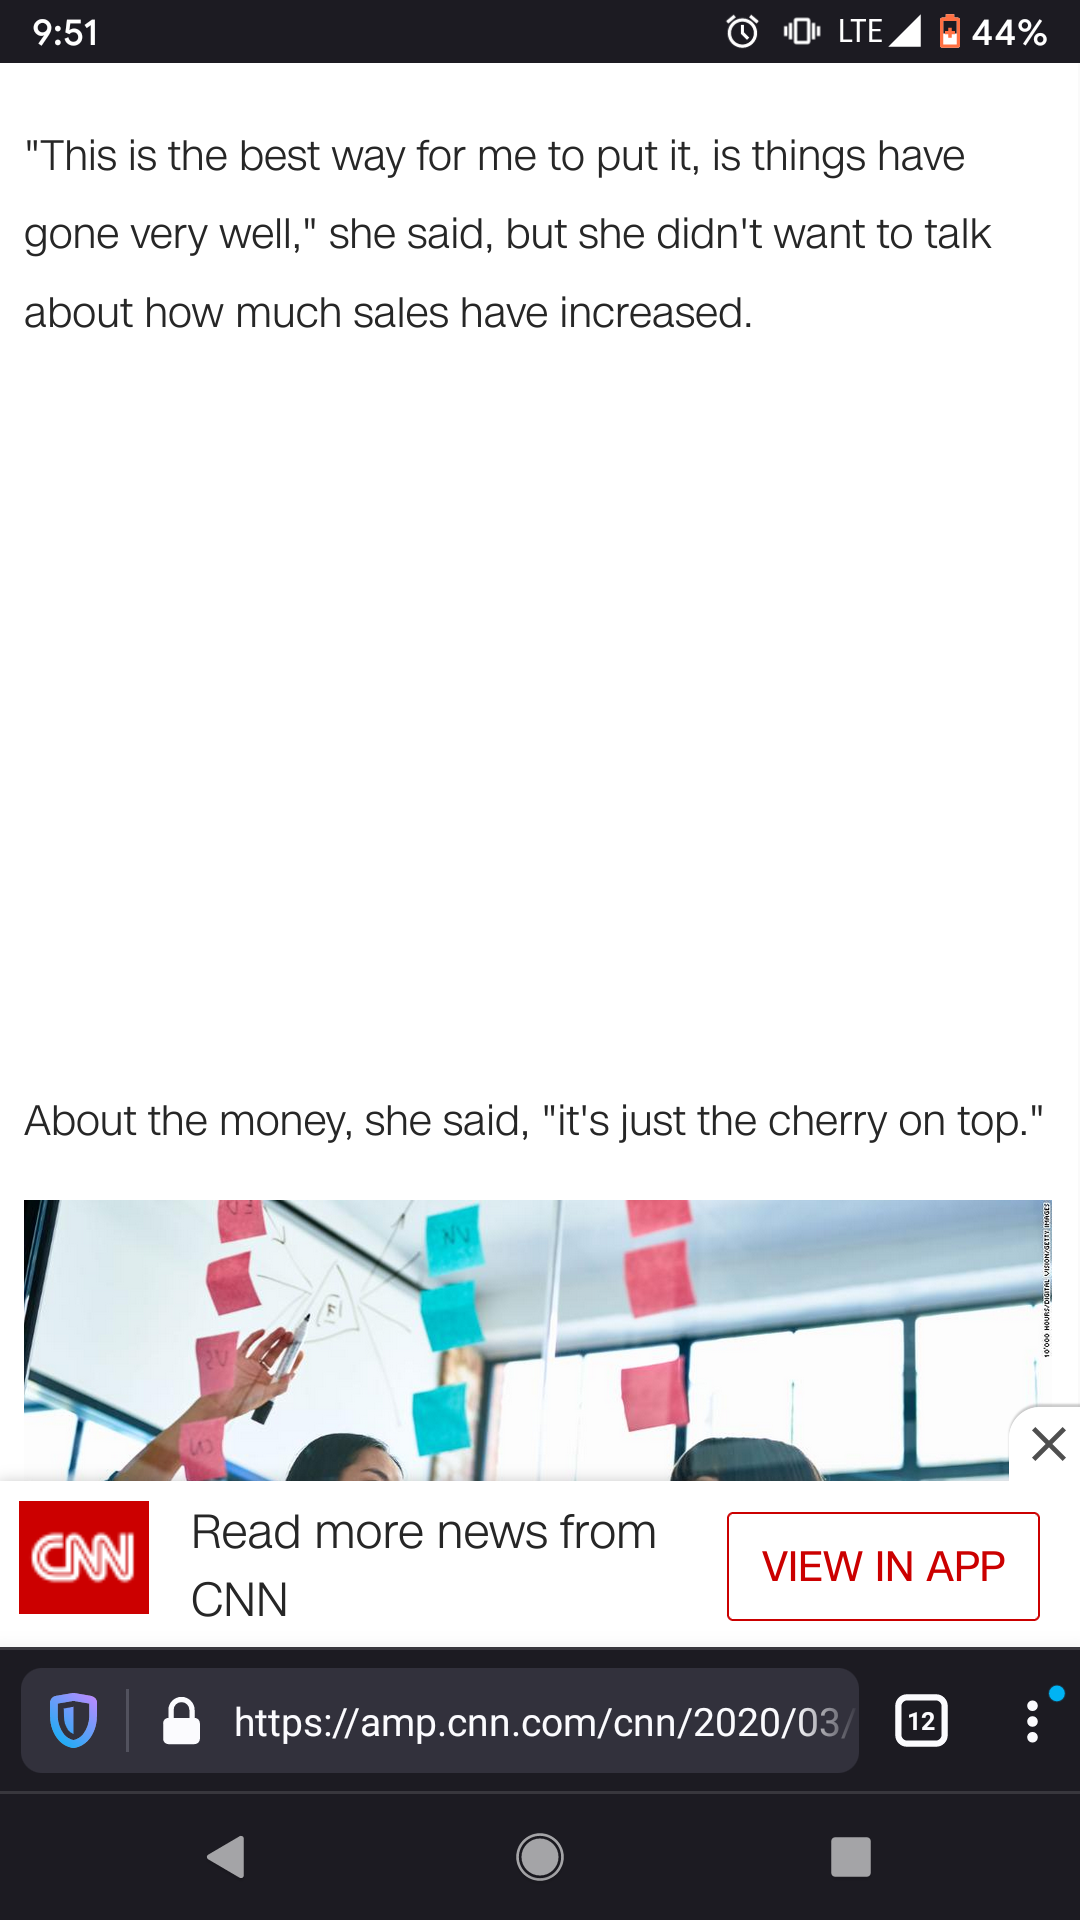 9:51
LTE
44%
"This is the best way for me to put it, is things have
gone very well," she said, but she didn't want to talk
about how much sales have increased.
About the money, she said, "it's just the cherry on top."
10'000 HOURS/DIGITAL VISION/GETTY IMAGES
CNN
Read more news from
CNN
VIEW IN APP
https://amp.cnn.com/cnn/2020/03/
12